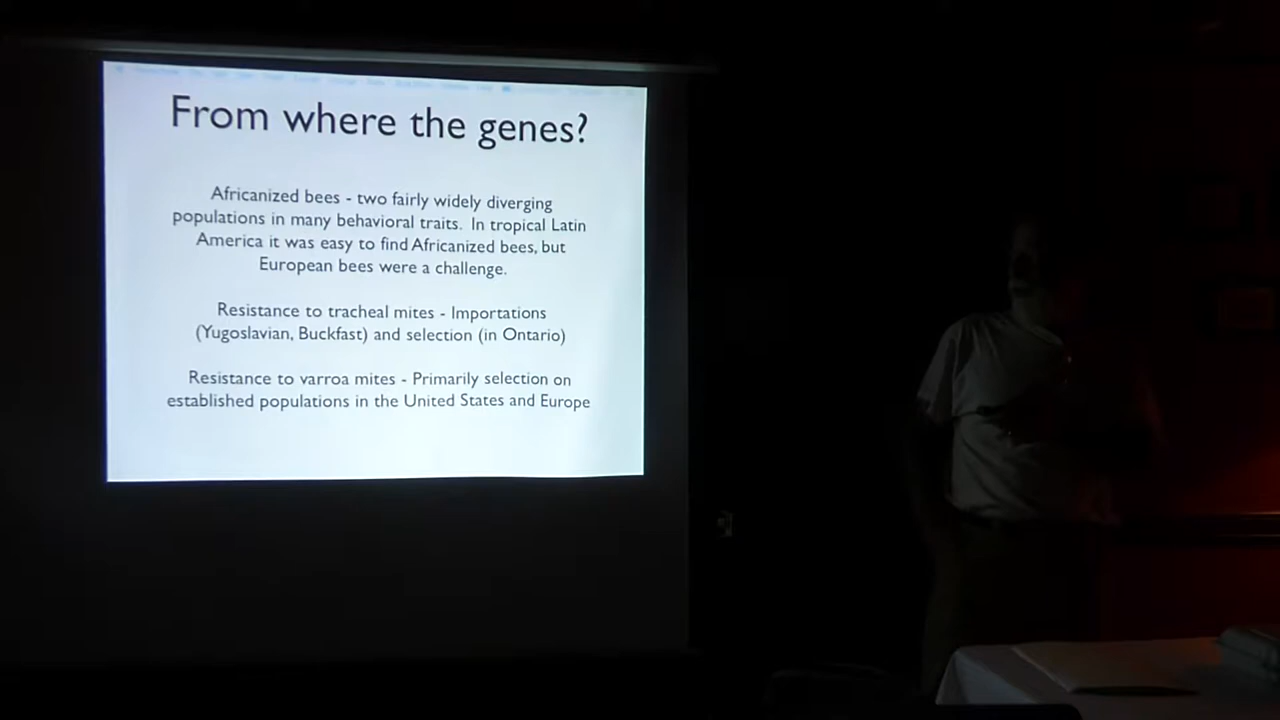 From where the genes?
Africanized bees - two fairly widely diverging
populations in many behavioral traits. In tropical Latin
America it was easy to find Africanized bees, but
European bees were a challenge.
Resistance to tracheal mites - Importations
(Yugoslavian, Buckfast) and selection (in Ontario)
Resistance to varroa mites - Primarily selection on
established populations in the United States and Europe